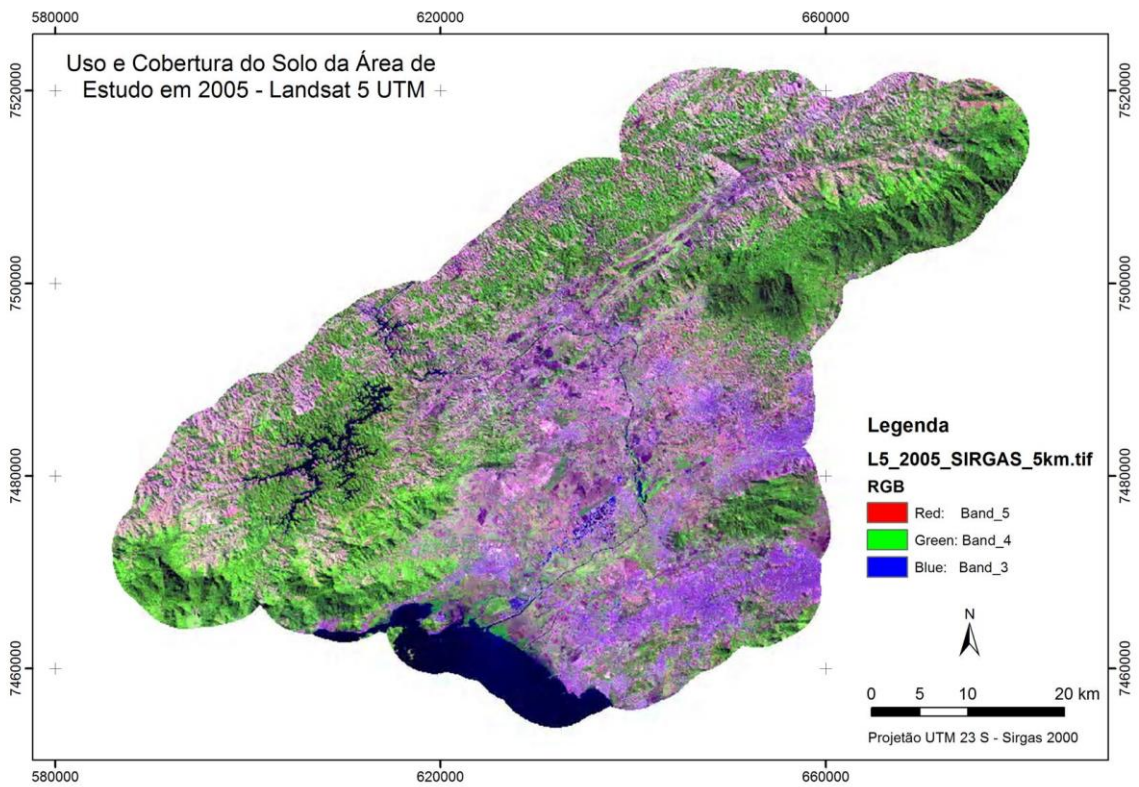 580000 620000 660000
Uso e Cobertura do Solo da Área de
Estudo em 2005 - Landsat 5 UTM
7520000 7520000
7500000 7500000
Legenda
L5_2005_SIRGAS_5km.tif
7480000 7480000
RGB
Red: Band_5
Green: Band_4
Blue: Band_3
N
7460000 7460000
0 5 10 20 km
Projetão UTM 23 S - Sirgas 2000
580000 620000 660000